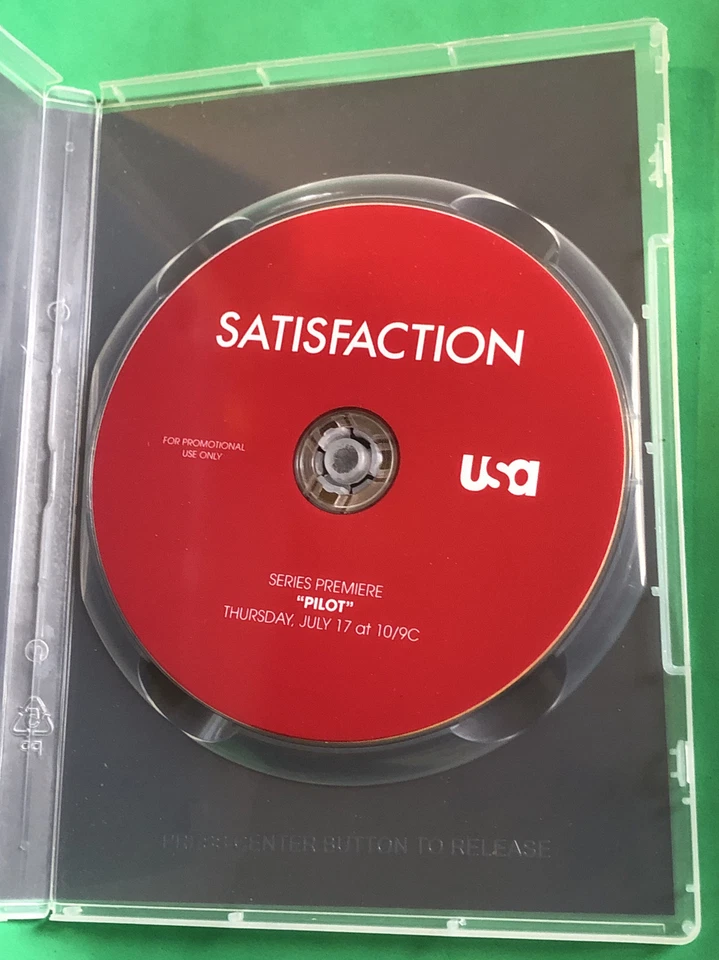 SATISFACTION
FOR PROMOTIONAL
USE ONLY
usa
SERIES PREMIERE
“PILOT”
THURSDAY, JULY 17 at 10/9C
PRESS CENTER BUTTON TO RELEASE
PP